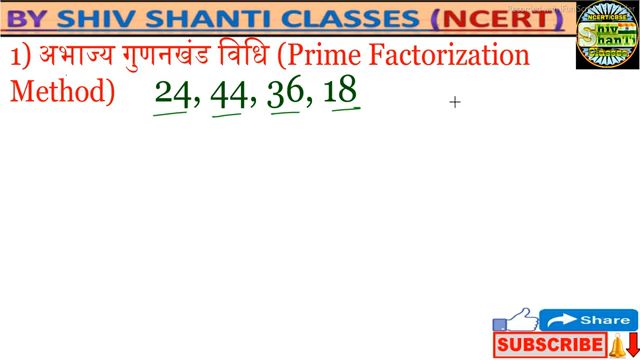 BY SHIV SHANTI CLASSES (NCERT)
NCERT/CBSE
Shiv
ShanTi
Classes
1) अभाज्य गुणनखंड विधि (Prime Factorization
Method) 24, 44, 36, 18
Share
SUBSCRIBE